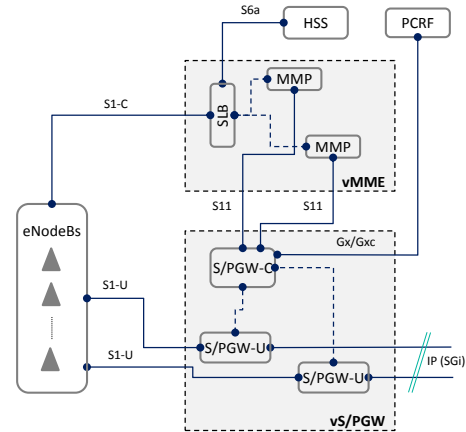 S6a
HSS
PCRF
MMP
S1-C
SLB
MMP
vMME
S11
S11
eNodeBs
Gx/Gxc
S/PGW-C
S1-U
S/PGW-U
IP (SGi)
S1-U
S/PGW-U
vS/PGW